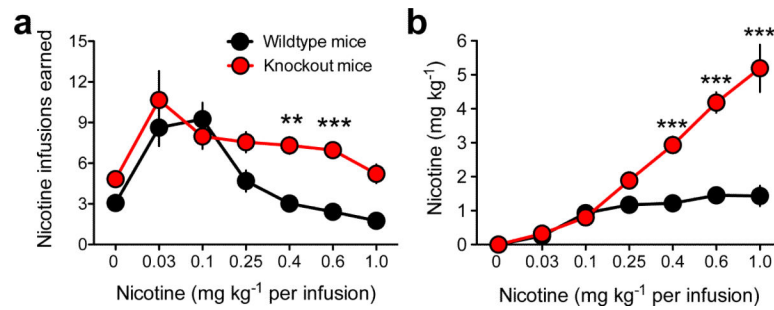 a
Nicotine infusions earned
15
12
9
6
3
0
Wildtype mice
Knockout mice
** ***
0 0.03 0.1 0.25 0.4 0.6 1.0
Nicotine (mg kg⁻¹ per infusion)
b
Nicotine (mg kg⁻¹)
6
5
4
3
2
1
0
***
***
***
0 0.03 0.1 0.25 0.4 0.6 1.0
Nicotine (mg kg⁻¹ per infusion)